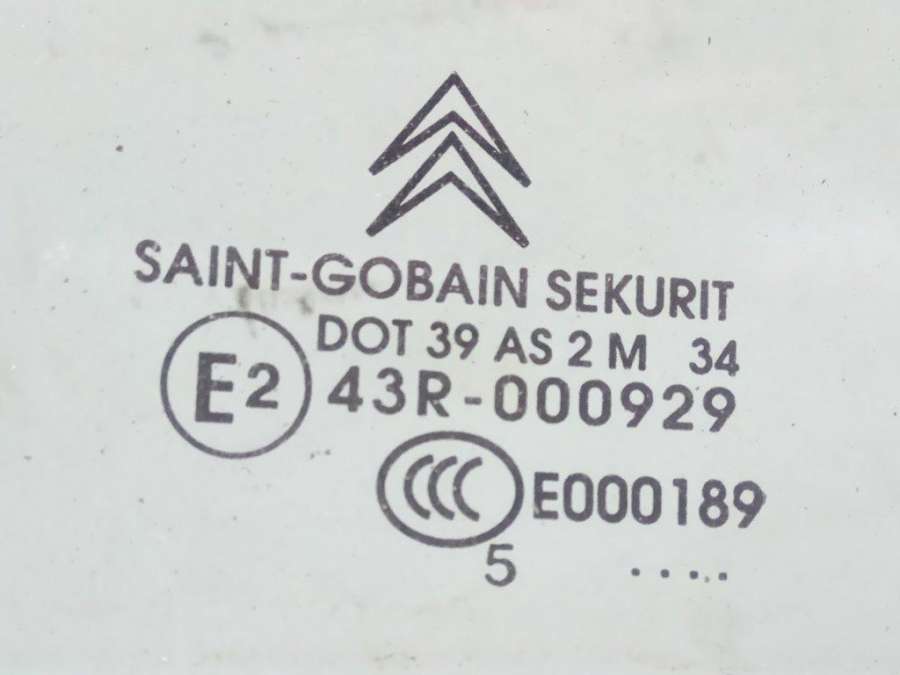 SAINT-GOBAIN SEKURIT
DOT 39 AS 2 M 34
E2 43R-000929
CCC E000189
5 .....